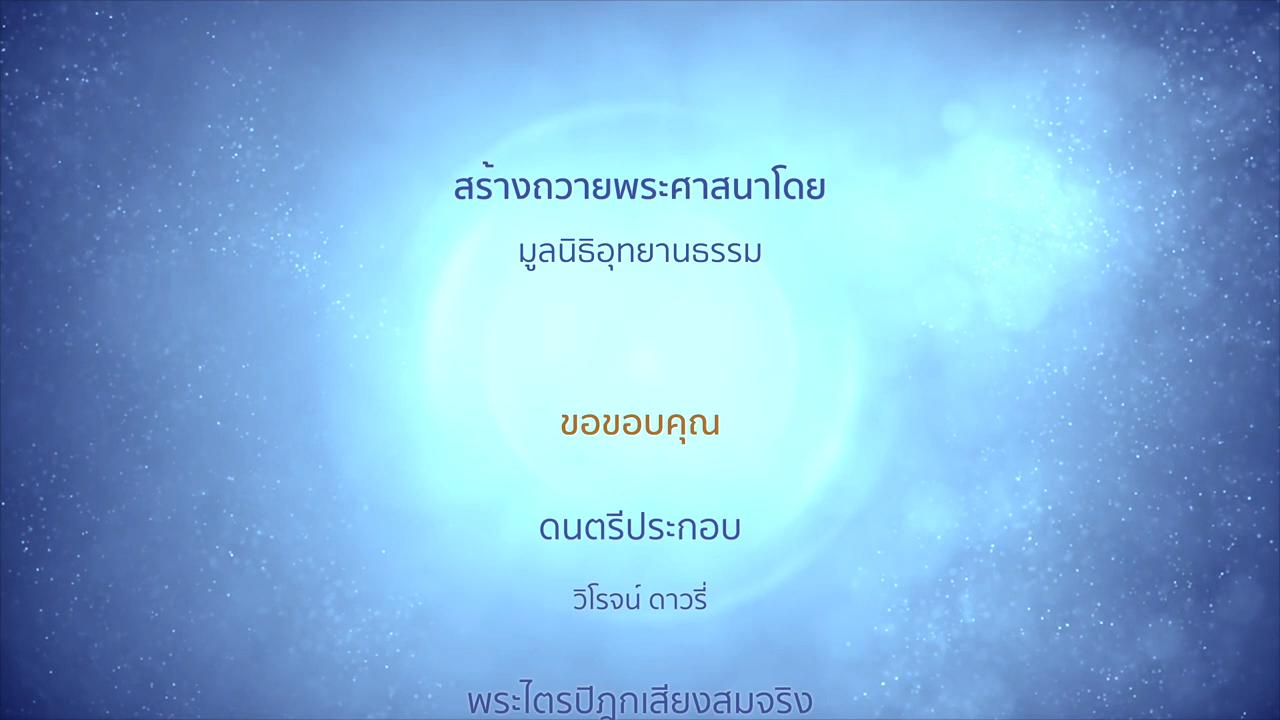 สร้างถวายพระศาสนาโดย
มูลนิธิอุทยานธรรม
ขอขอบคุณ
ดนตรีประกอบ
วิโรจน์ ดาวรี่
พระไตรปิฎกเสียงสมจริง